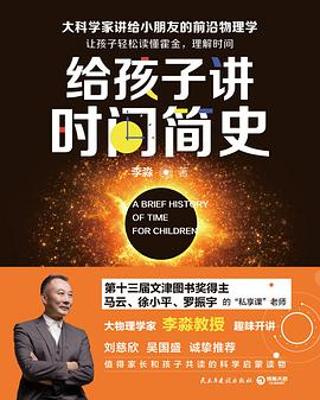 大科学家讲给小朋友的前沿物理学
让孩子轻松读懂霍金，理解时间
给孩子讲
时间简史
李淼 著
A BRIEF HISTORY
OF TIME
FOR CHILDREN
第十三届文津图书奖得主
马云、徐小平、罗振宇 的“私享课”老师
大物理学家 李淼教授 趣味开讲
刘慈欣 吴国盛 诚挚推荐
值得家长和孩子共读的科学启蒙读物
民主与建设出版社
博集天卷